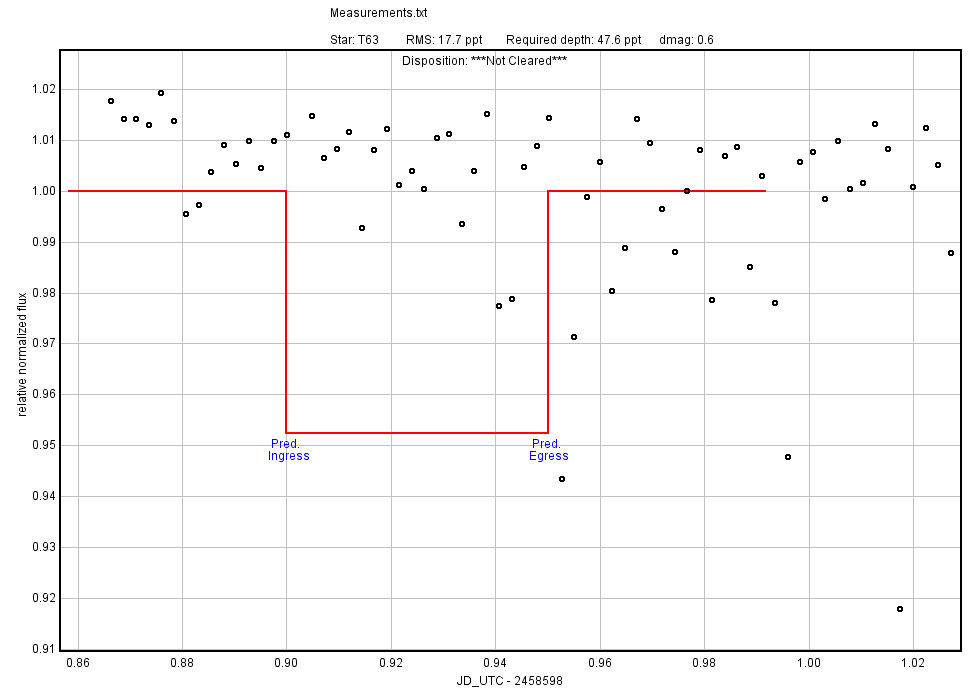 Measurements.txt
Star: T63 RMS: 17.7 ppt Required depth: 47.6 ppt dmag: 0.6
Disposition: ***Not Cleared***
1.02
1.01
1.00
0.99
0.98
0.97
0.96
0.95
0.94
0.93
0.92
0.91
relative normalized flux
Pred.
Ingress
Pred.
Egress
0.86 0.88 0.90 0.92 0.94 0.96 0.98 1.00 1.02
JD_UTC - 2458598